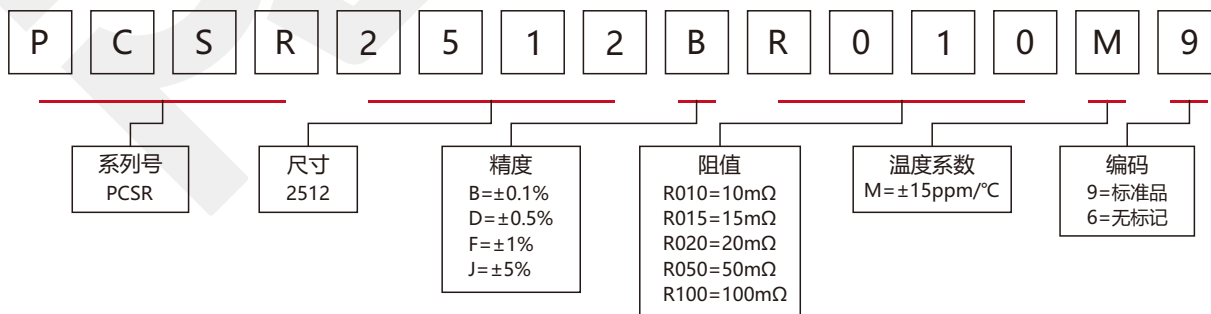 P C S R 2 5 1 2 B R 0 1 0 M 9
系列号
PCSR
尺寸
2512
精度
B=±0.1%
D=±0.5%
F=±1%
J=±5%
阻值
R010=10mΩ
R015=15mΩ
R020=20mΩ
R050=50mΩ
R100=100mΩ
温度系数
M=±15ppm/℃
编码
9=标准品
6=无标记